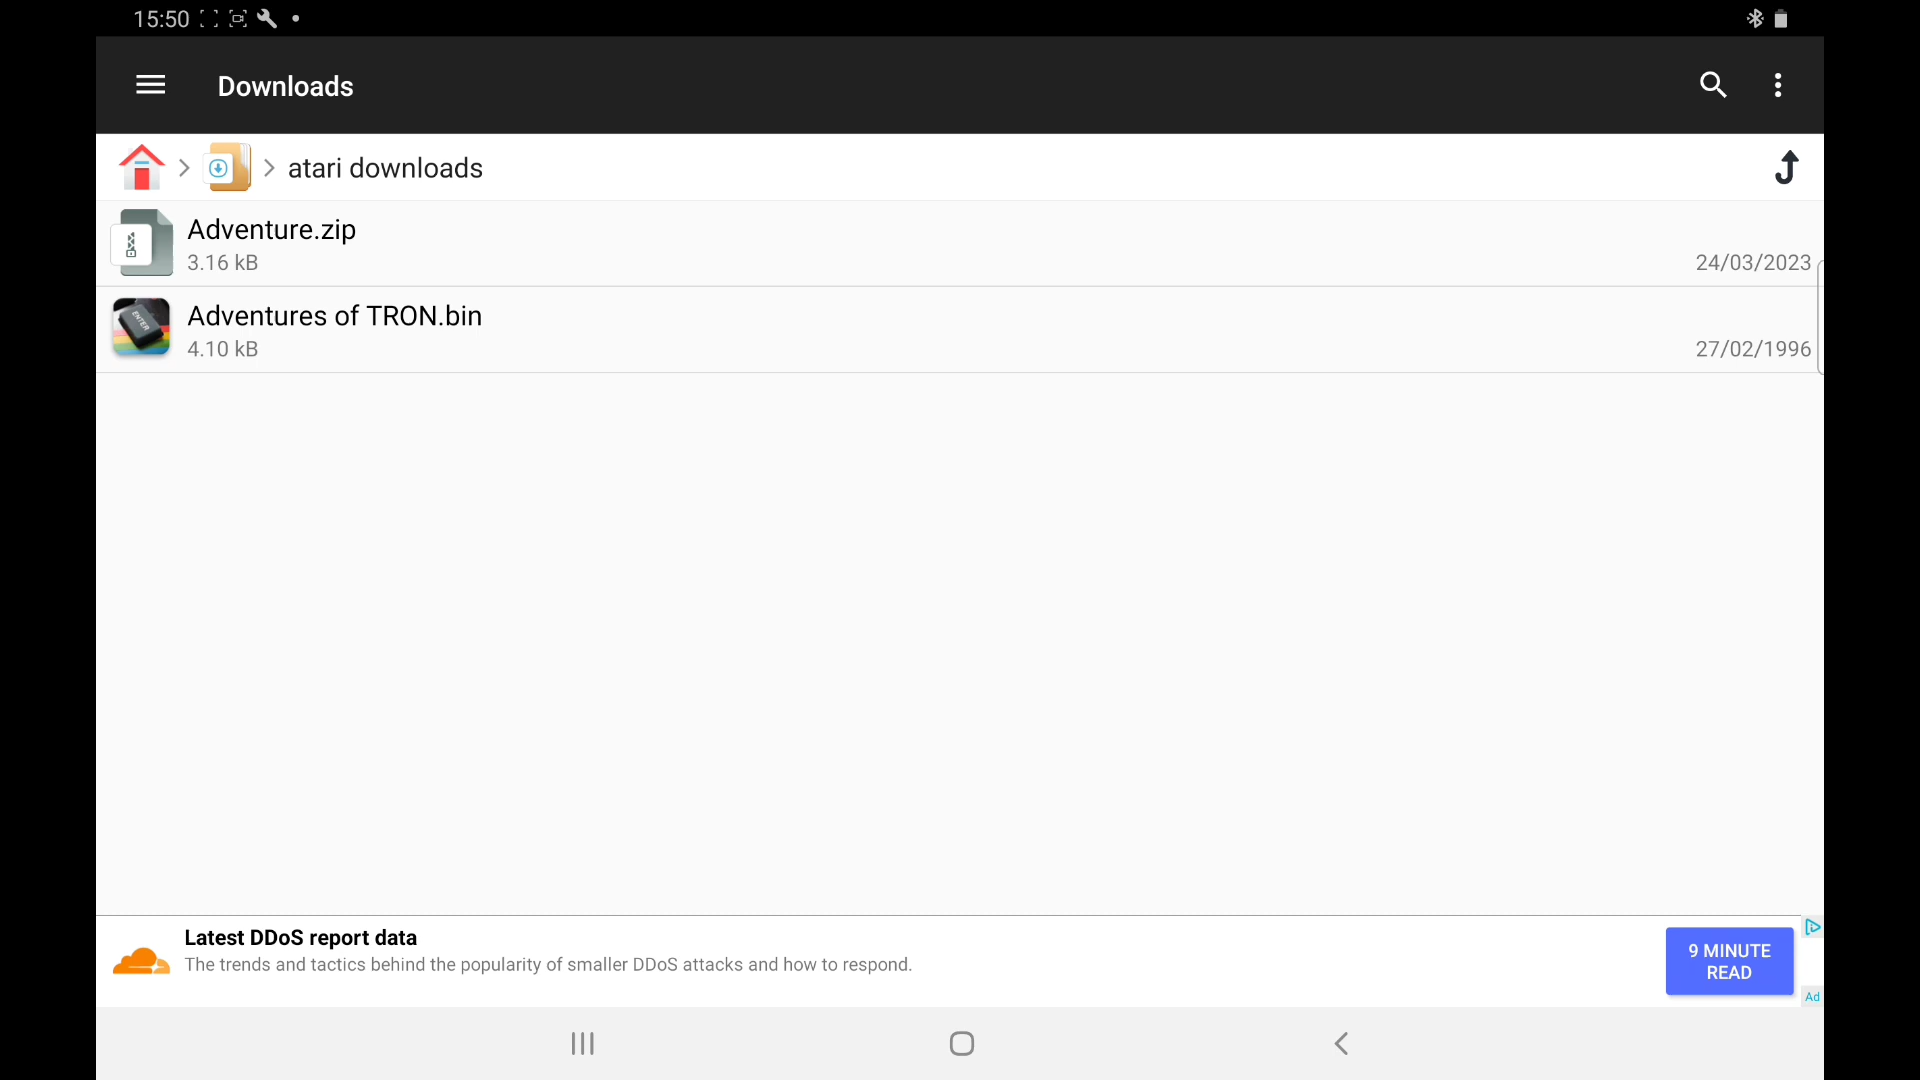 15:50
Downloads
atari downloads
Adventure.zip
3.16 kB
24/03/2023
ENTER
Adventures of TRON.bin
4.10 kB
27/02/1996
Latest DDoS report data
The trends and tactics behind the popularity of smaller DDoS attacks and how to respond.
9 MINUTE
READ
Ad